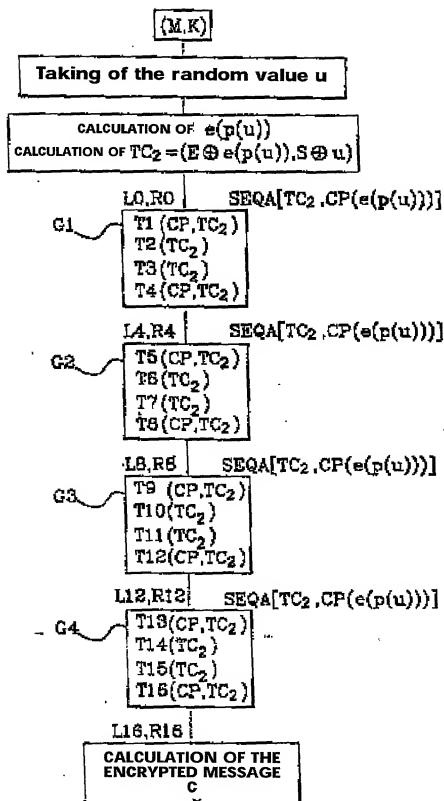 (M,K)
Taking of the random value u
CALCULATION OF e(p(u))
CALCULATION OF TC₂=(E⊕e(p(u)),S⊕u)
L0,R0 SEQA[TC₂,CP(e(p(u)))]
G1
T1(CP,TC₂)
T2(TC₂)
T3(TC₂)
T4(CP,TC₂)
L4,R4 SEQA[TC₂,CP(e(p(u)))]
G2
T5(CP,TC₂)
T6(TC₂)
T7(TC₂)
T8(CP,TC₂)
L8,R8 SEQA[TC₂,CP(e(p(u)))]
G3
T9 (CP,TC₂)
T10(TC₂)
T11(TC₂)
T12(CP,TC₂)
L12,R12 SEQA[TC₂,CP(e(p(u)))]
G4
T13(CP,TC₂)
T14(TC₂)
T15(TC₂)
T16(CP,TC₂)
L16,R16
CALCULATION OF THE
ENCRYPTED MESSAGE
C